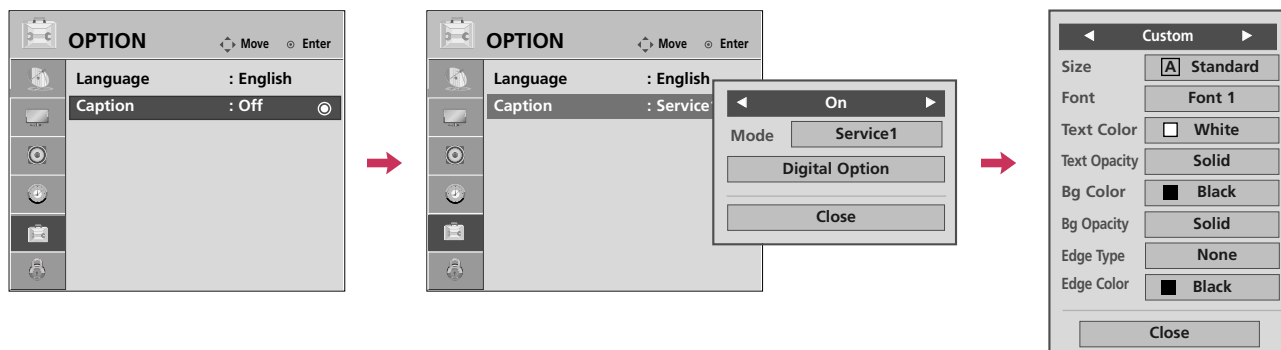 OPTION Move Enter
Language : English
Caption : Off
OPTION Move Enter
Language : English
Caption : Service1
On
Mode Service1
Digital Option
Close
Custom
Size A Standard
Font Font 1
Text Color White
Text Opacity Solid
Bg Color Black
Bg Opacity Solid
Edge Type None
Edge Color Black
Close